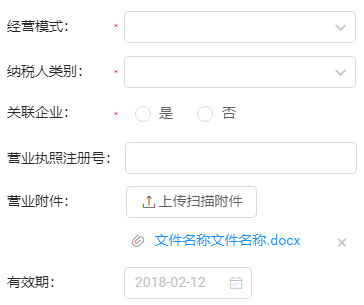 经营模式： *
纳税人类别： *
关联企业： * 是 否
营业执照注册号：
营业附件： 上传扫描附件
文件名称文件名称.docx ×
有效期： 2018-02-12